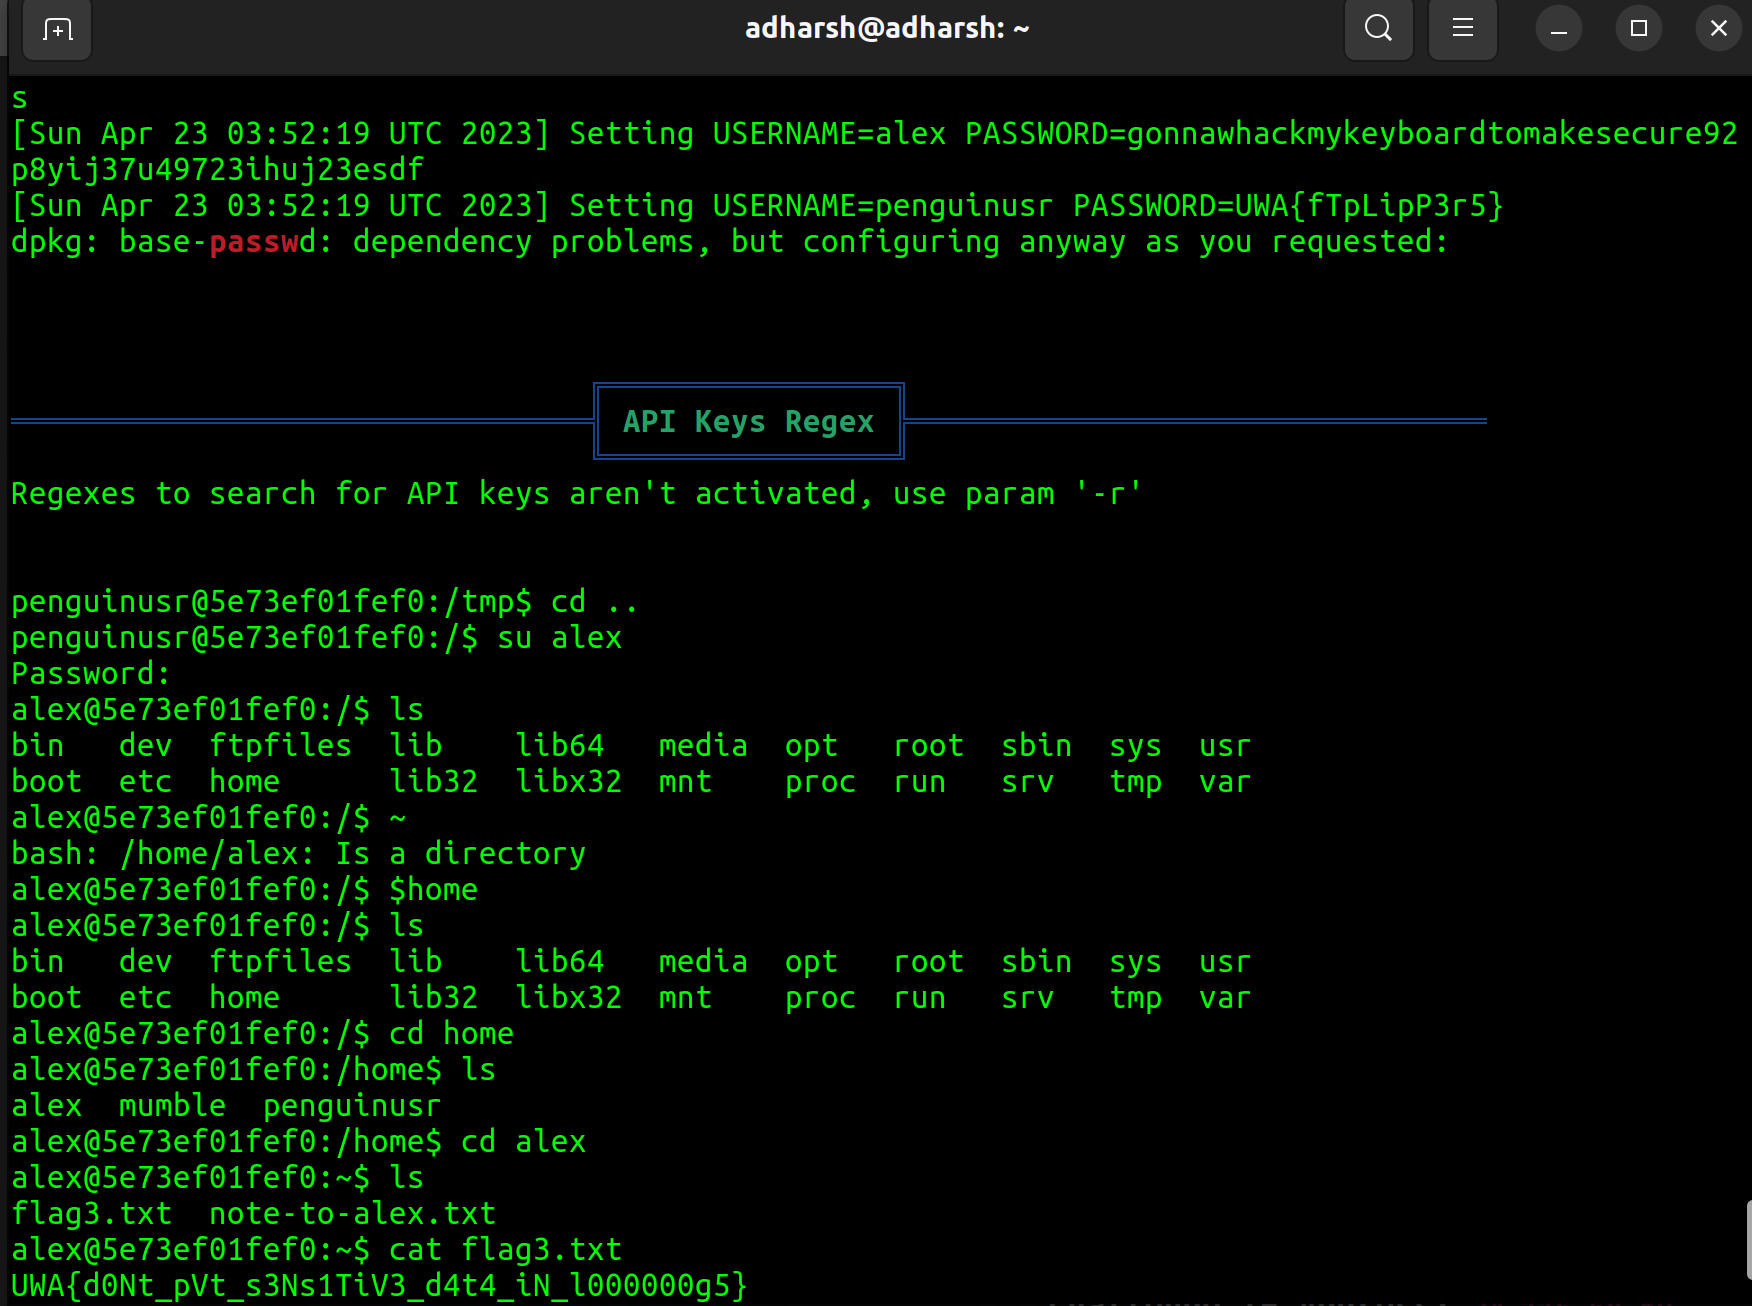 adharsh@adharsh: ~
s
[Sun Apr 23 03:52:19 UTC 2023] Setting USERNAME=alex PASSWORD=gonnawhackmykeyboardtomakesecure92
p8yij37u49723ihuj23esdf
[Sun Apr 23 03:52:19 UTC 2023] Setting USERNAME=penguinusr PASSWORD=UWA{fTpLipP3r5}
dpkg: base-passwd: dependency problems, but configuring anyway as you requested:
API Keys Regex
Regexes to search for API keys aren't activated, use param '-r'
penguinusr@5e73ef01fef0:/tmp$ cd ..
penguinusr@5e73ef01fef0:/$ su alex
Password:
alex@5e73ef01fef0:/$ ls
bin   dev  ftpfiles  lib    lib64   media  opt   root  sbin  sys  usr
boot  etc  home      lib32  libx32  mnt    proc  run   srv   tmp  var
alex@5e73ef01fef0:/$ ~
bash: /home/alex: Is a directory
alex@5e73ef01fef0:/$ $home
alex@5e73ef01fef0:/$ ls
bin   dev  ftpfiles  lib    lib64   media  opt   root  sbin  sys  usr
boot  etc  home      lib32  libx32  mnt    proc  run   srv   tmp  var
alex@5e73ef01fef0:/$ cd home
alex@5e73ef01fef0:/home$ ls
alex  mumble  penguinusr
alex@5e73ef01fef0:/home$ cd alex
alex@5e73ef01fef0:~$ ls
flag3.txt  note-to-alex.txt
alex@5e73ef01fef0:~$ cat flag3.txt
UWA{d0Nt_pVt_s3Ns1TiV3_d4t4_iN_l000000g5}